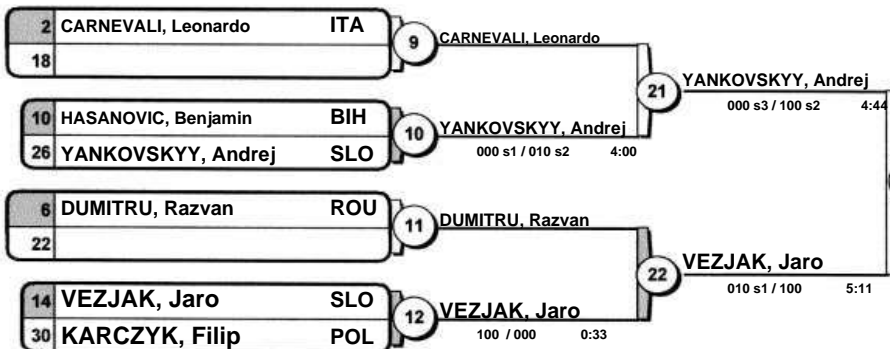 2 CARNEVALI, Leonardo ITA
18
9
CARNEVALI, Leonardo
10 HASANOVIC, Benjamin BIH
26 YANKOVSKYY, Andrej SLO
10
YANKOVSKYY, Andrej
000 s1 / 010 s2 4:00
21
YANKOVSKYY, Andrej
000 s3 / 100 s2 4:44
6 DUMITRU, Razvan ROU
22
11
DUMITRU, Razvan
14 VEZJAK, Jaro SLO
30 KARCZYK, Filip POL
12
VEZJAK, Jaro
100 / 000 0:33
22
VEZJAK, Jaro
010 s1 / 100 5:11